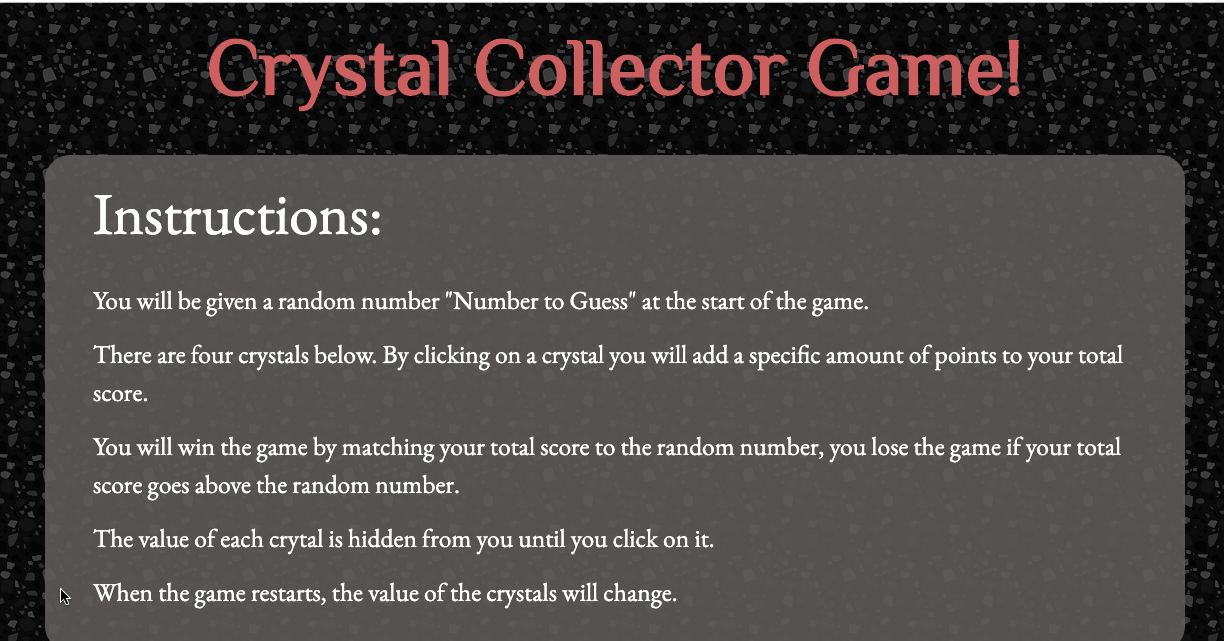 Crystal Collector Game!
Instructions:
You will be given a random number "Number to Guess" at the start of the game.
There are four crystals below. By clicking on a crystal you will add a specific amount of points to your total
score.
You will win the game by matching your total score to the random number, you lose the game if your total
score goes above the random number.
The value of each crytal is hidden from you until you click on it.
When the game restarts, the value of the crystals will change.